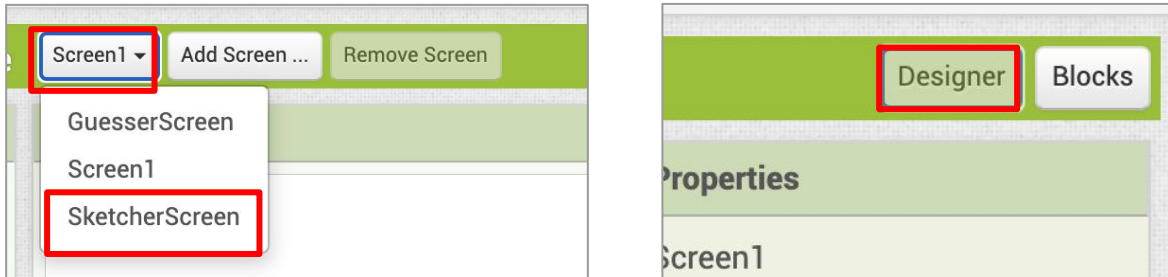 Screen1 Add Screen ... Remove Screen
GuesserScreen
Screen1
SketcherScreen
Designer Blocks
Properties
Screen1